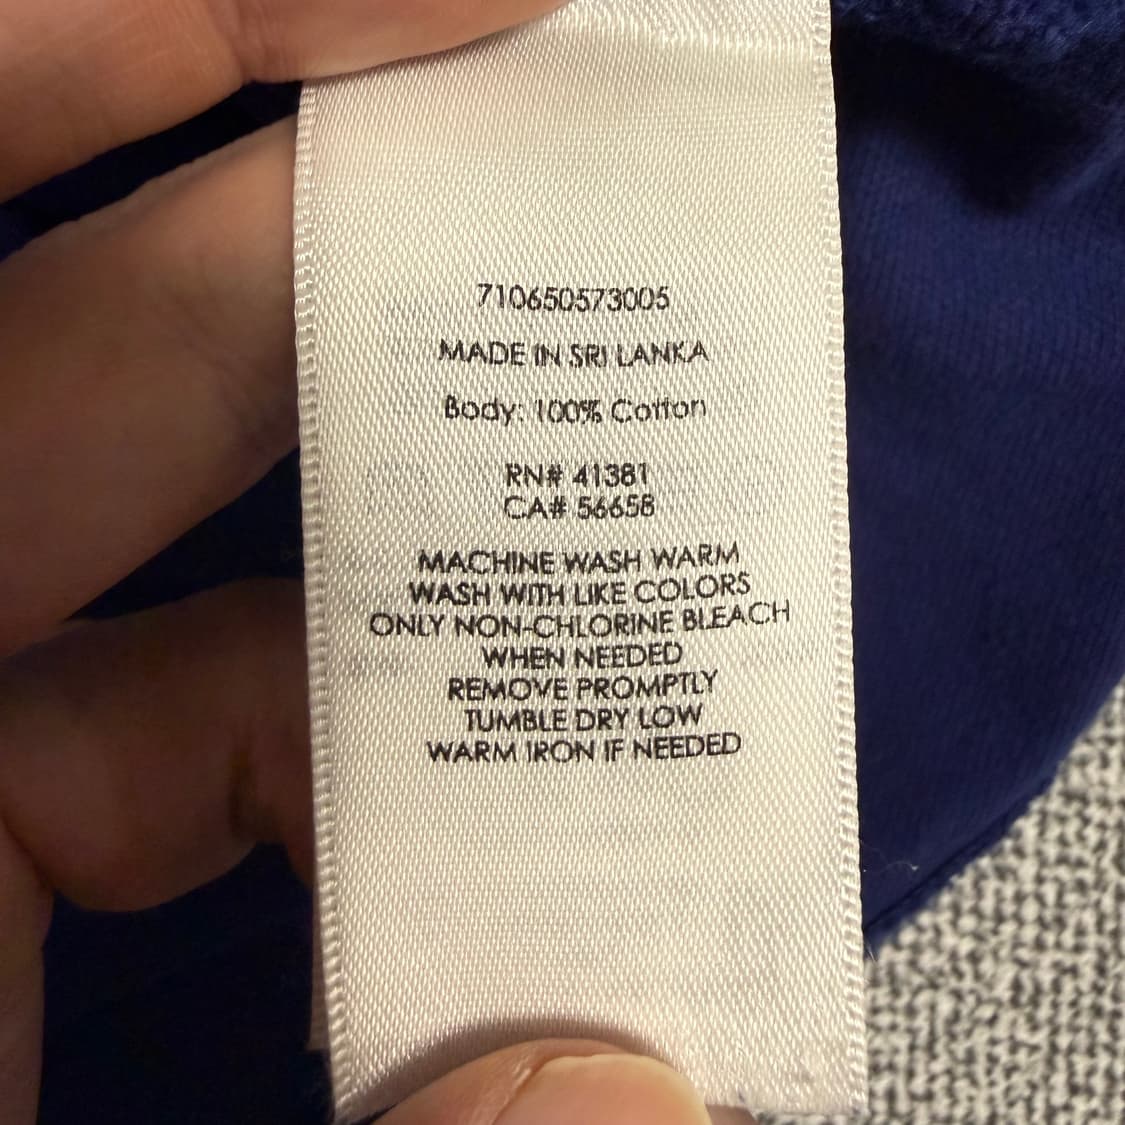 710650573005
MADE IN SRI LANKA
Body: 100% Cotton
RN# 41381
CA# 56658
MACHINE WASH WARM
WASH WITH LIKE COLORS
ONLY NON-CHLORINE BLEACH
WHEN NEEDED
REMOVE PROMPTLY
TUMBLE DRY LOW
WARM IRON IF NEEDED